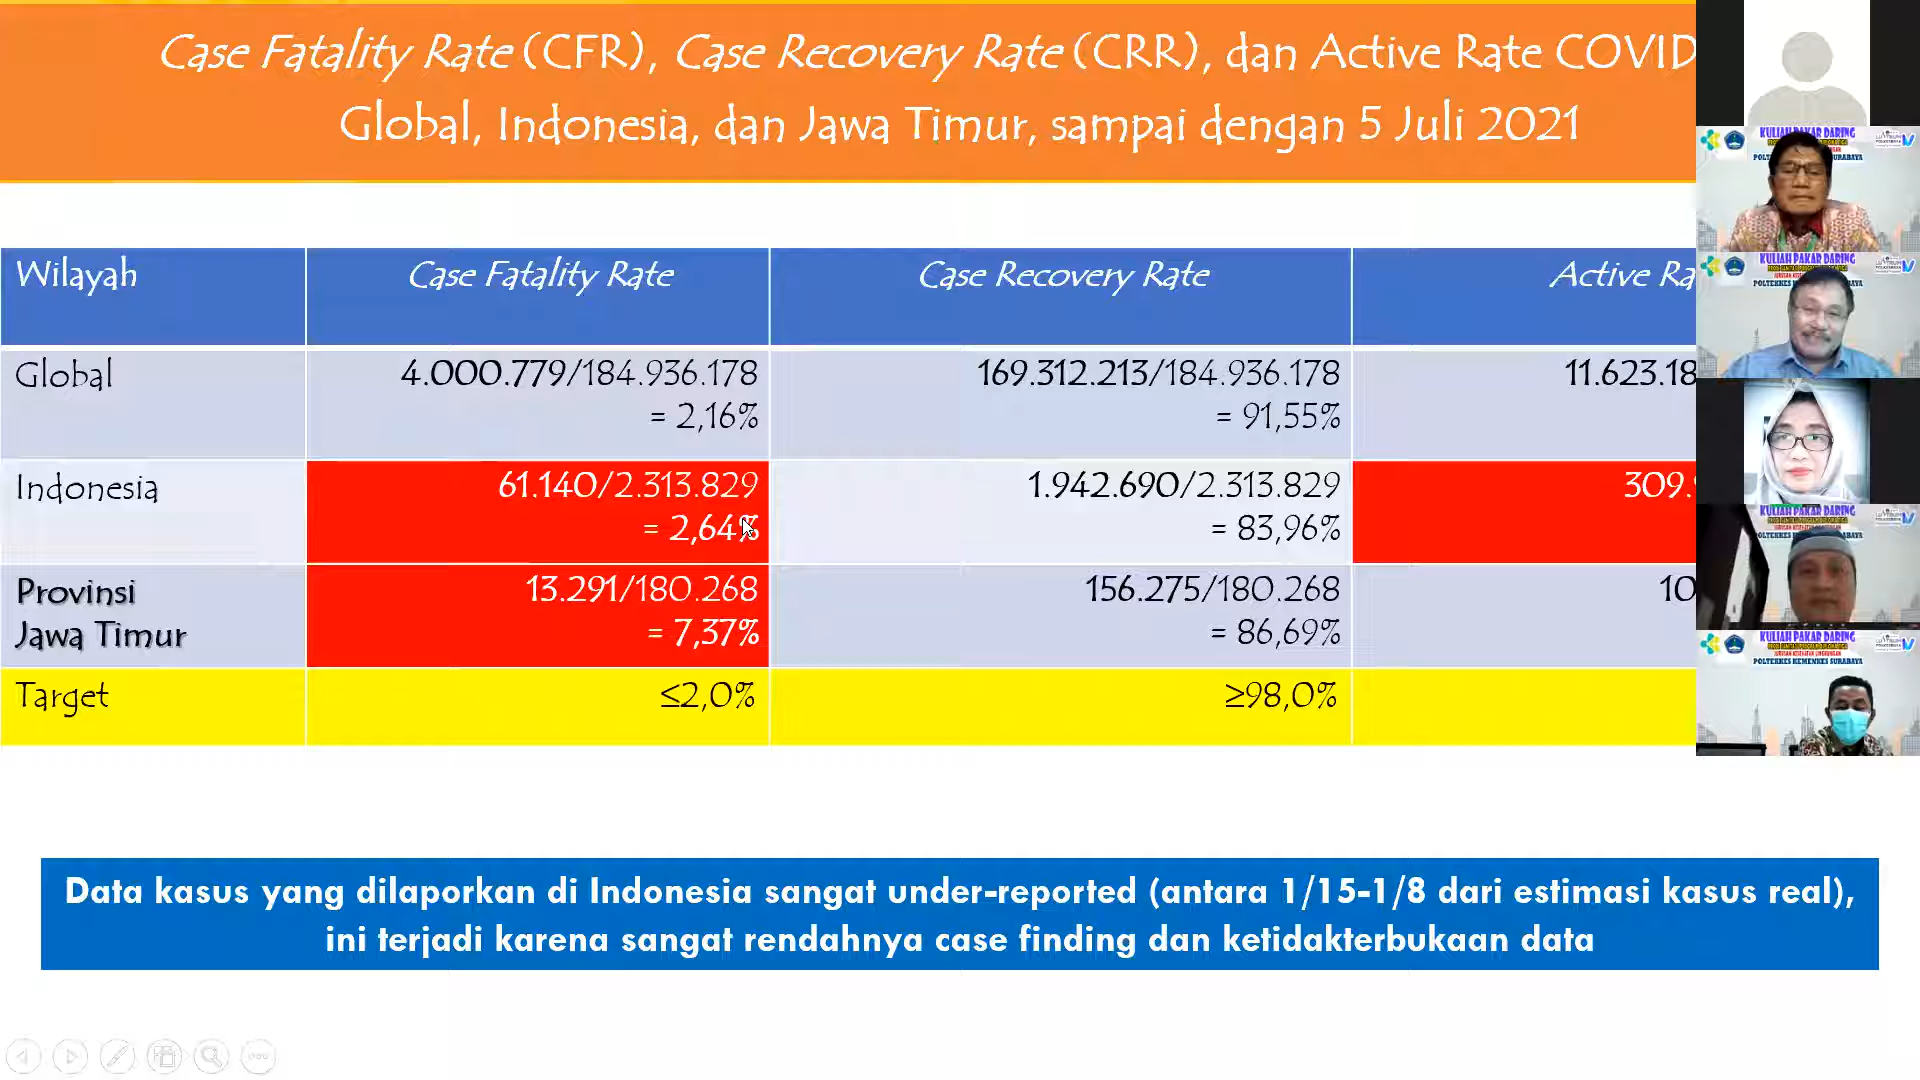 Case Fatality Rate (CFR), Case Recovery Rate (CRR), dan Active Rate COVID
Global, Indonesia, dan Jawa Timur, sampai dengan 5 Juli 2021
Wilayah
Case Fatality Rate
Case Recovery Rate
Active Ra
Global
4.000.779/184.936.178
= 2,16%
169.312.213/184.936.178
= 91,55%
11.623.18
Indonesia
61.140/2.313.829
= 2,64%
1.942.690/2.313.829
= 83,96%
309.
Provinsi
Jawa Timur
13.291/180.268
= 7,37%
156.275/180.268
= 86,69%
10
Target
≤2,0%
≥98,0%
Data kasus yang dilaporkan di Indonesia sangat under-reported (antara 1/15-1/8 dari estimasi kasus real),
ini terjadi karena sangat rendahnya case finding dan ketidakterbukaan data
KULIAH PAKAR DARING
KULIAH PAKAR DARING
KULIAH PAKAR DARING
KULIAH PAKAR DARING
POLTEKKES KEMENKES SURABAYA